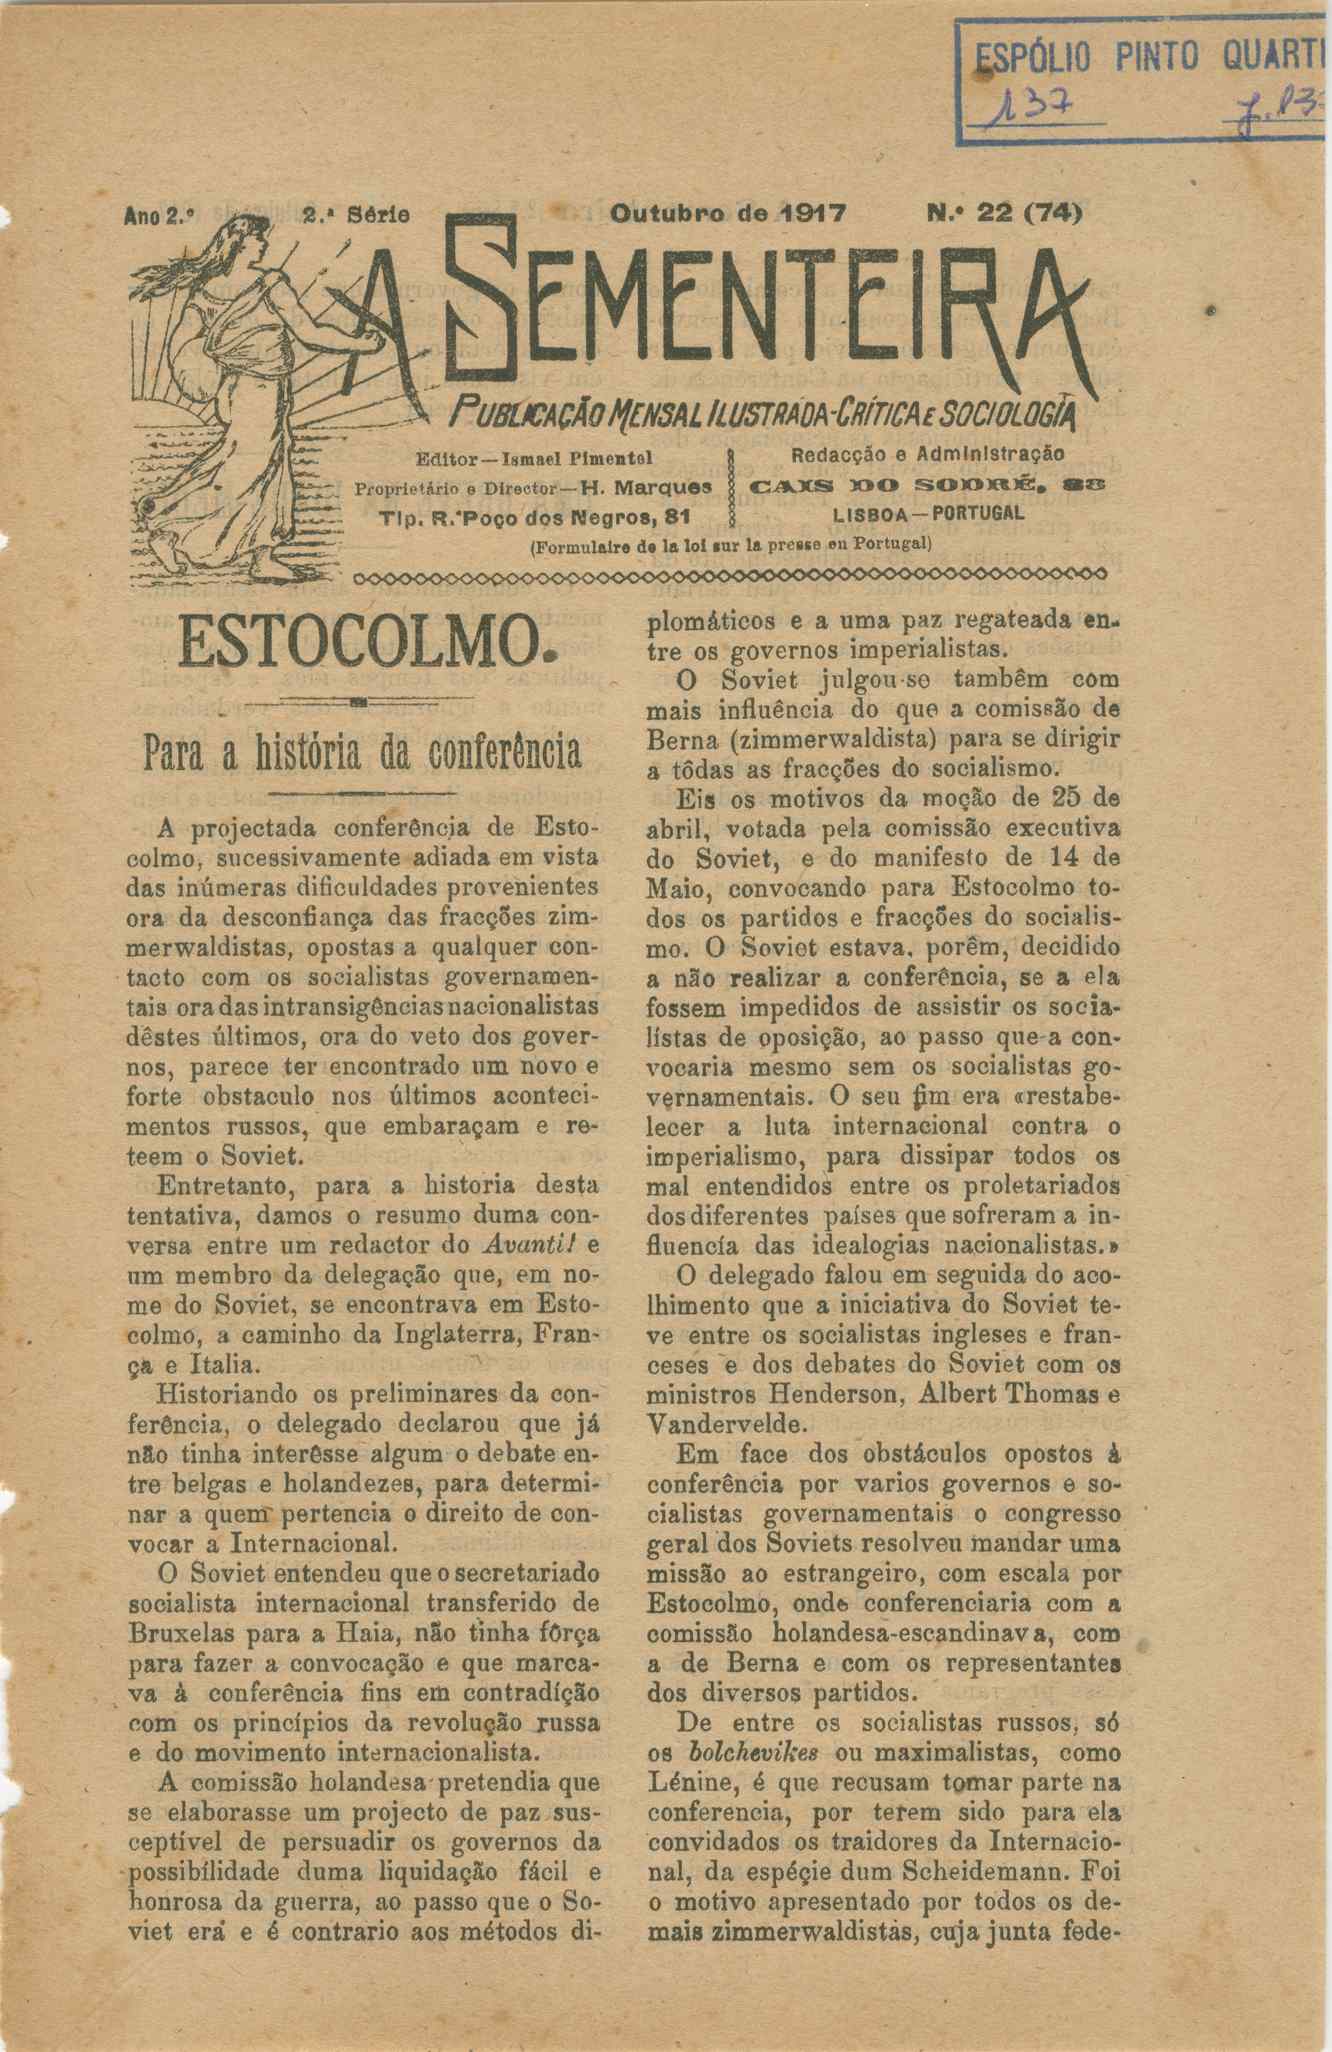 ESPÓLIO PINTO QUARTI
137
Ano 2.º 2.ª Série Outubro de 1917 N.º 22 (74)
A SEMENTEIRA
PUBLICAÇÃO MENSAL ILUSTRADA-CRÍTICA E SOCIOLOGIA
Editor—Ismael Pimentel
Proprietário e Director—H. Marques
Tip. R. Poço dos Negros, 81
Redacção e Administração
CAIS DO SODRÉ, 88
LISBOA—PORTUGAL
(Formulaire de la loi sur la presse en Portugal)
ESTOCOLMO.
Para a história da conferência
A projectada conferência de Esto-
colmo, sucessivamente adiada em vista
das inúmeras dificuldades provenientes
ora da desconfiança das fracções zim-
merwaldistas, opostas a qualquer con-
tacto com os socialistas governamen-
tais ora das intransigências nacionalistas
dêstes últimos, ora do veto dos gover-
nos, parece ter encontrado um novo e
forte obstaculo nos últimos aconteci-
mentos russos, que embaraçam e re-
teem o Soviet.
Entretanto, para a historia desta
tentativa, damos o resumo duma con-
versa entre um redactor do Avanti! e
um membro da delegação que, em no-
me do Soviet, se encontrava em Esto-
colmo, a caminho da Inglaterra, Fran-
ça e Italia.
Historiando os preliminares da con-
ferência, o delegado declarou que já
não tinha interêsse algum o debate en-
tre belgas e holandezes, para determi-
nar a quem pertencia o direito de con-
vocar a Internacional.
O Soviet entendeu que o secretariado
socialista internacional transferido de
Bruxelas para a Haia, não tinha fôrça
para fazer a convocação e que marca-
va à conferência fins em contradíção
com os princípios da revolução russa
e do movimento internacionalista.
A comissão holandesa pretendia que
se elaborasse um projecto de paz sus-
ceptível de persuadir os governos da
possibílidade duma liquidação fácil e
honrosa da guerra, ao passo que o So-
viet erá e é contrario aos métodos di-
plomáticos e a uma paz regateada en-
tre os governos imperialistas.
O Soviet julgou-se tambêm com
mais influência do que a comissão de
Berna (zimmerwaldista) para se dirigir
a tôdas as fracções do socialismo.
Eis os motivos da moção de 25 de
abril, votada pela comissão executiva
do Soviet, e do manifesto de 14 de
Maio, convocando para Estocolmo to-
dos os partidos e fracções do socialis-
mo. O Soviet estava, porêm, decidido
a não realizar a conferência, se a ela
fossem impedidos de assistir os socia-
lístas de oposição, ao passo que a con-
vocaria mesmo sem os socialistas go-
vernamentais. O seu fim era «restabe-
lecer a luta internacional contra o
imperialismo, para dissipar todos os
mal entendidos entre os proletariados
dos diferentes países que sofreram a in-
fluencía das idealogias nacionalistas.»
O delegado falou em seguida do aco-
lhimento que a iniciativa do Soviet te-
ve entre os socialistas ingleses e fran-
ceses e dos debates do Soviet com os
ministros Henderson, Albert Thomas e
Vandervelde.
Em face dos obstáculos opostos à
conferência por varios governos e so-
cialistas governamentais o congresso
geral dos Soviets resolveu mandar uma
missão ao estrangeiro, com escala por
Estocolmo, onde conferenciaria com a
comissão holandesa-escandinava, com
a de Berna e com os representantes
dos diversos partidos.
De entre os socialistas russos, só
os bolchevikes ou maximalistas, como
Lénine, é que recusam tomar parte na
conferencia, por terem sido para ela
convidados os traidores da Internacio-
nal, da espéçie dum Scheidemann. Foi
o motivo apresentado por todos os de-
mais zimmerwaldistas, cuja junta fede-